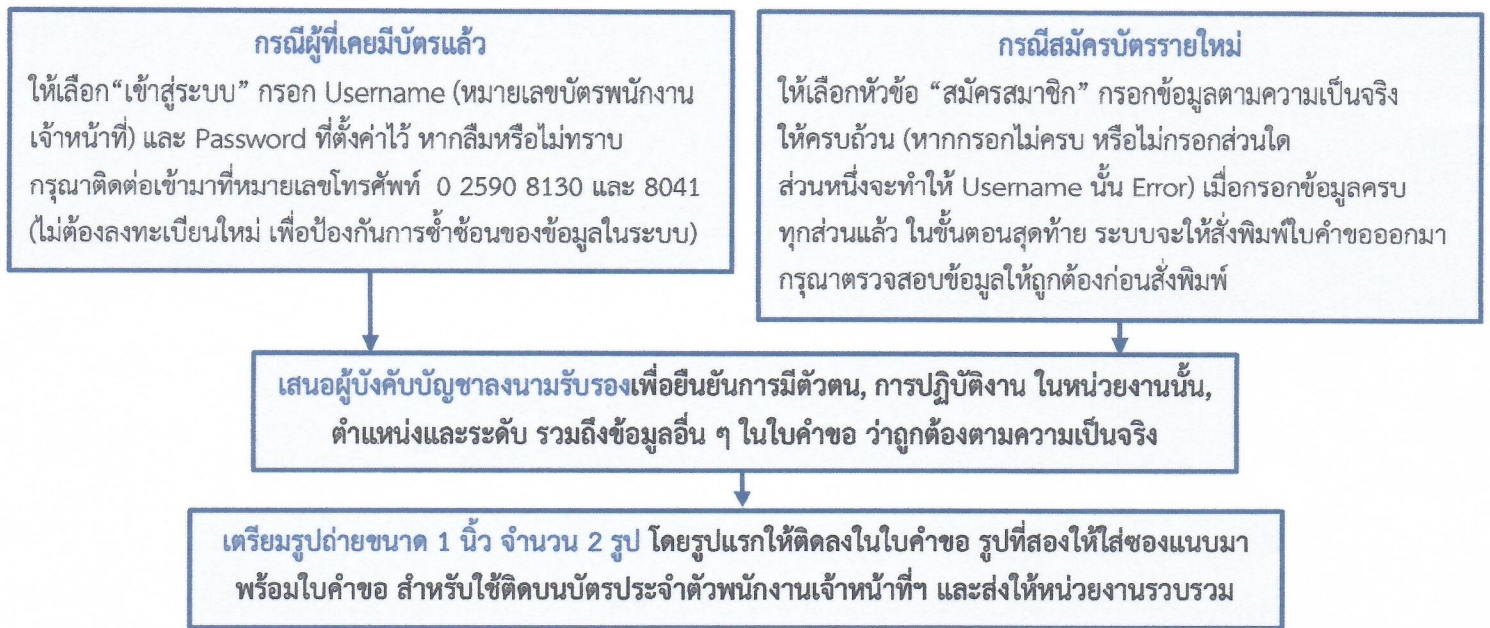 กรณีผู้ที่เคยมีบัตรแล้ว
ให้เลือก“เข้าสู่ระบบ” กรอก Username (หมายเลขบัตรพนักงาน
เจ้าหน้าที่) และ Password ที่ตั้งค่าไว้ หากลืมหรือไม่ทราบ
กรุณาติดต่อเข้ามาที่หมายเลขโทรศัพท์ 0 2590 8130 และ 8041
(ไม่ต้องลงทะเบียนใหม่ เพื่อป้องกันการซ้ำซ้อนของข้อมูลในระบบ)
กรณีสมัครบัตรรายใหม่
ให้เลือกหัวข้อ “สมัครสมาชิก” กรอกข้อมูลตามความเป็นจริง
ให้ครบถ้วน (หากกรอกไม่ครบ หรือไม่กรอกส่วนใด
ส่วนหนึ่งจะทำให้ Username นั้น Error) เมื่อกรอกข้อมูลครบ
ทุกส่วนแล้ว ในขั้นตอนสุดท้าย ระบบจะให้สั่งพิมพ์ใบคำขอออกมา
กรุณาตรวจสอบข้อมูลให้ถูกต้องก่อนสั่งพิมพ์
เสนอผู้บังคับบัญชาลงนามรับรองเพื่อยืนยันการมีตัวตน, การปฏิบัติงาน ในหน่วยงานนั้น,
ตำแหน่งและระดับ รวมถึงข้อมูลอื่น ๆ ในใบคำขอ ว่าถูกต้องตามความเป็นจริง
เตรียมรูปถ่ายขนาด 1 นิ้ว จำนวน 2 รูป โดยรูปแรกให้ติดลงในใบคำขอ รูปที่สองให้ใส่ซองแนบมา
พร้อมใบคำขอ สำหรับใช้ติดบนบัตรประจำตัวพนักงานเจ้าหน้าที่ฯ และส่งให้หน่วยงานรวบรวม